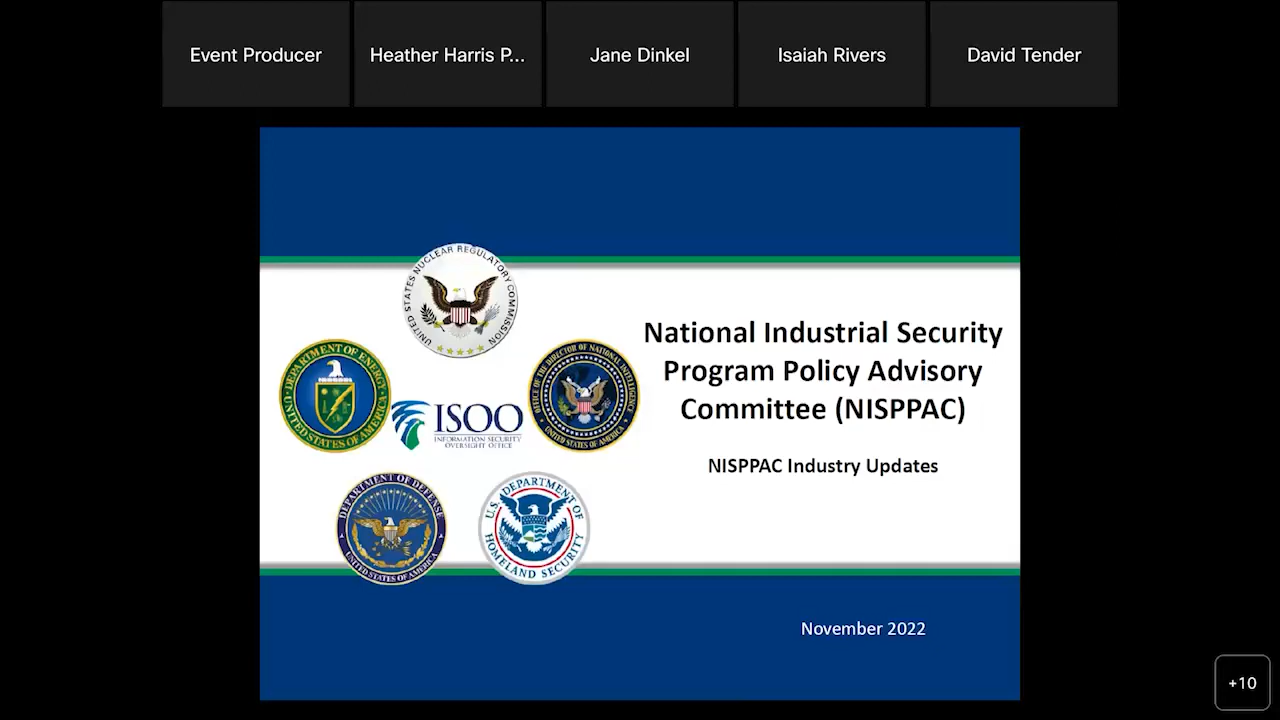 Event Producer
Heather Harris P...
Jane Dinkel
Isaiah Rivers
David Tender
UNITED STATES NUCLEAR REGULATORY COMMISSION
National Industrial Security
Program Policy Advisory
Committee (NISPPAC)
DEPARTMENT OF ENERGY
UNITED STATES OF AMERICA
OFFICE OF THE DIRECTOR OF NATIONAL INTELLIGENCE
UNITED STATES OF AMERICA
ISOO
INFORMATION SECURITY
OVERSIGHT OFFICE
NISPPAC Industry Updates
DEPARTMENT OF DEFENSE
UNITED STATES OF AMERICA
U.S. DEPARTMENT OF
HOMELAND SECURITY
November 2022
+10